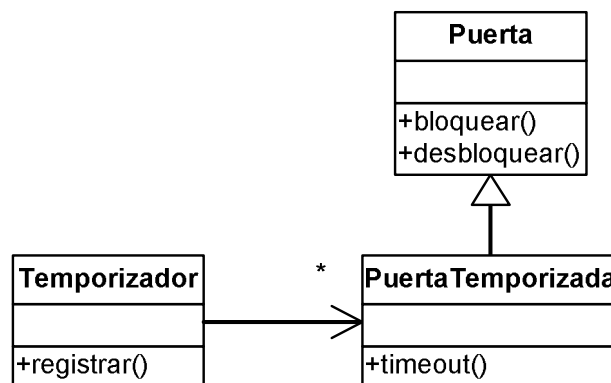 Puerta
+bloquear()
+desbloquear()
Temporizador
+registrar()
*
PuertaTemporizada
+timeout()